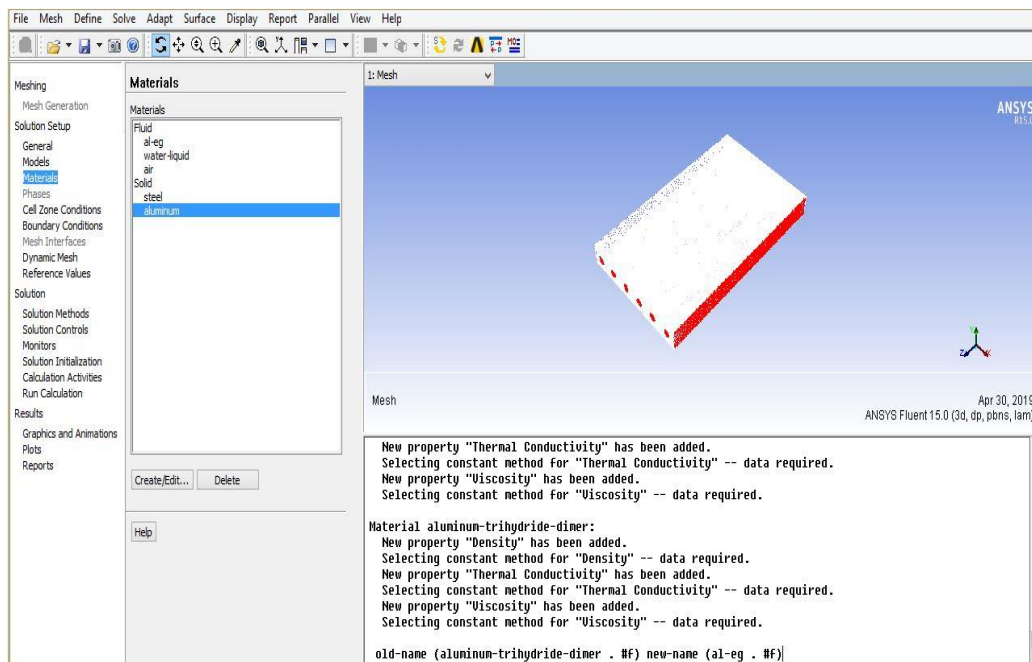 File Mesh Define Solve Adapt Surface Display Report Parallel View Help
Meshing
Mesh Generation
Solution Setup
General
Models
Materials
Phases
Cell Zone Conditions
Boundary Conditions
Mesh Interfaces
Dynamic Mesh
Reference Values
Solution
Solution Methods
Solution Controls
Monitors
Solution Initialization
Calculation Activities
Run Calculation
Results
Graphics and Animations
Plots
Reports
Materials
Materials
Fluid
al-eg
water-liquid
air
Solid
steel
aluminum
Create/Edit... Delete
Help
1: Mesh
ANSYS
R15.0
Y
Z X
Mesh
Apr 30, 2019
ANSYS Fluent 15.0 (3d, dp, pbns, lam)
New property "Thermal Conductivity" has been added.
Selecting constant method for "Thermal Conductivity" -- data required.
New property "Viscosity" has been added.
Selecting constant method for "Viscosity" -- data required.
Material aluminum-trihydride-dimer:
New property "Density" has been added.
Selecting constant method for "Density" -- data required.
New property "Thermal Conductivity" has been added.
Selecting constant method for "Thermal Conductivity" -- data required.
New property "Viscosity" has been added.
Selecting constant method for "Viscosity" -- data required.
old-name (aluminum-trihydride-dimer . #f) new-name (al-eg . #f)